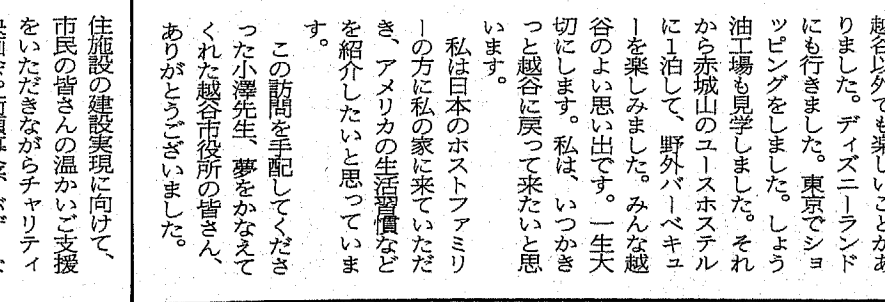 越谷以外でも楽しいことがあ
りました。ディズニーランド
にも行きました。東京でショ
ッピングをしました。しょう
油工場も見学しました。それ
から赤城山のユースホステル
に1泊して、野外バーベキュ
ーを楽しみました。みんな越
谷のよい思い出です。一生大
切にします。私は、いつかき
っと越谷に戻って来たいと思
います。
私は日本のホストファミリ
ーの方に私の家に来ていただ
き、アメリカの生活習慣など
を紹介したいと思っていま
す。
この訪問を手配してくださ
った小澤先生、夢をかなえて
くれた越谷市役所の皆さん、
ありがとうございました。
住施設の建設実現に向けて、
市民の皆さんの温かいご支援
をいただきながらチャリティ